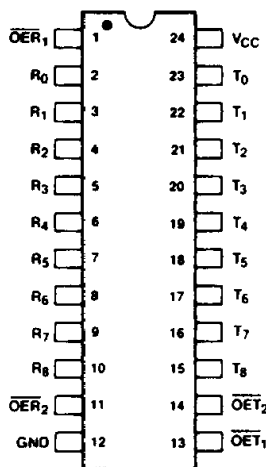 OER₁ 1 24 VCC
R₀ 2 23 T₀
R₁ 3 22 T₁
R₂ 4 21 T₂
R₃ 5 20 T₃
R₄ 6 19 T₄
R₅ 7 18 T₅
R₆ 8 17 T₆
R₇ 9 16 T₇
R₈ 10 15 T₈
OER₂ 11 14 OET₂
GND 12 13 OET₁